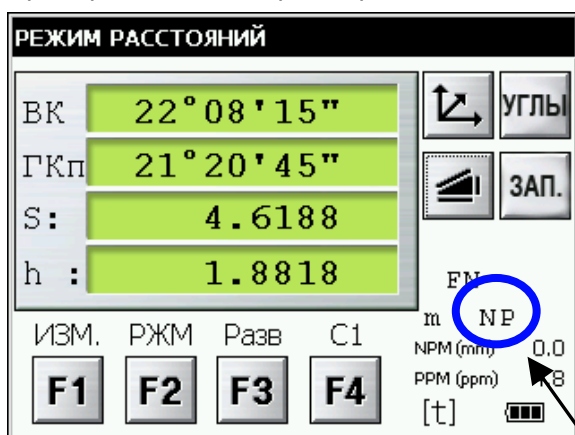 РЕЖИМ РАССТОЯНИЙ
ВК 22°08'15"
ГКп 21°20'45"
S: 4.6188
h : 1.8818
УГЛЫ
ЗАП.
FN
m NP
NPM (mm) 0.0
PPM (ppm)
[t]
ИЗМ. РЖМ Разв С1
F1 F2 F3 F4